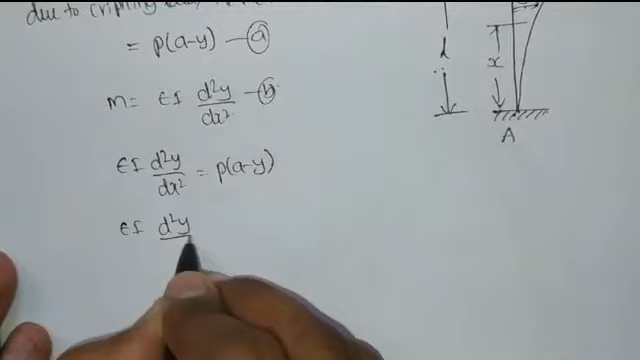 due to crippling
= p(a-y) — ⓐ
M = EI d²y/dx² — ⓑ
EI d²y/dx² = p(a-y)
EI d²y
l
x
A